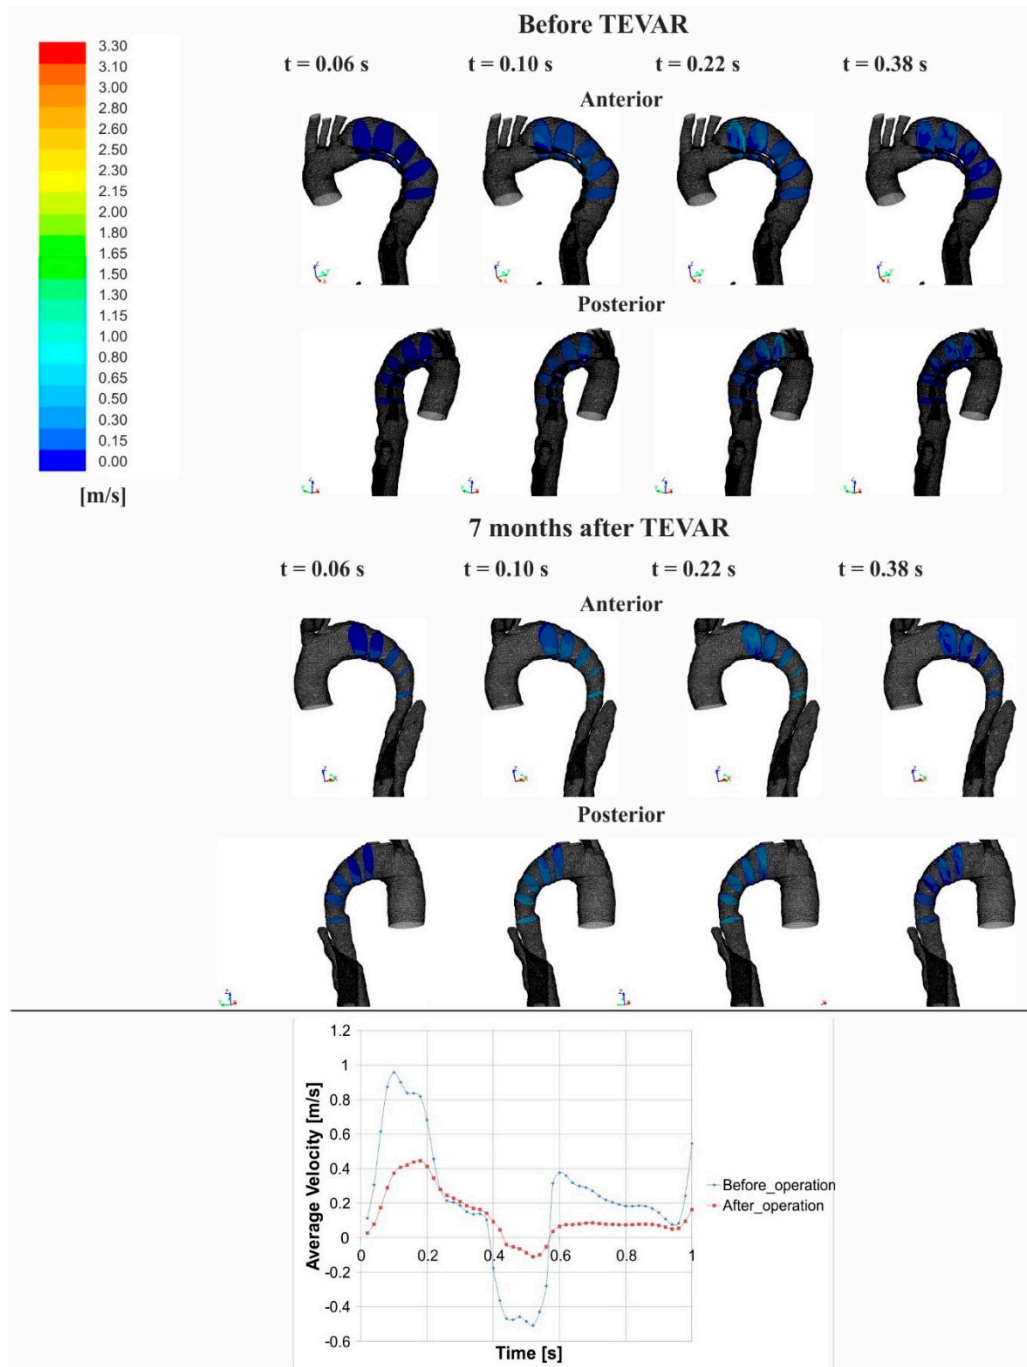 Before TEVAR
t = 0.06 s t = 0.10 s t = 0.22 s t = 0.38 s
Anterior
3.30
3.10
3.00
2.80
2.60
2.50
2.30
2.15
2.00
1.80
1.65
1.50
1.30
1.15
1.00
0.80
0.65
0.50
0.30
0.15
0.00
[m/s]
Posterior
7 months after TEVAR
t = 0.06 s t = 0.10 s t = 0.22 s t = 0.38 s
Anterior
Posterior
1.2
1
0.8
0.6
0.4
0.2
0
-0.2
-0.4
-0.6
Average Velocity [m/s]
0 0.2 0.4 0.6 0.8 1
Time [s]
Before_operation
After_operation